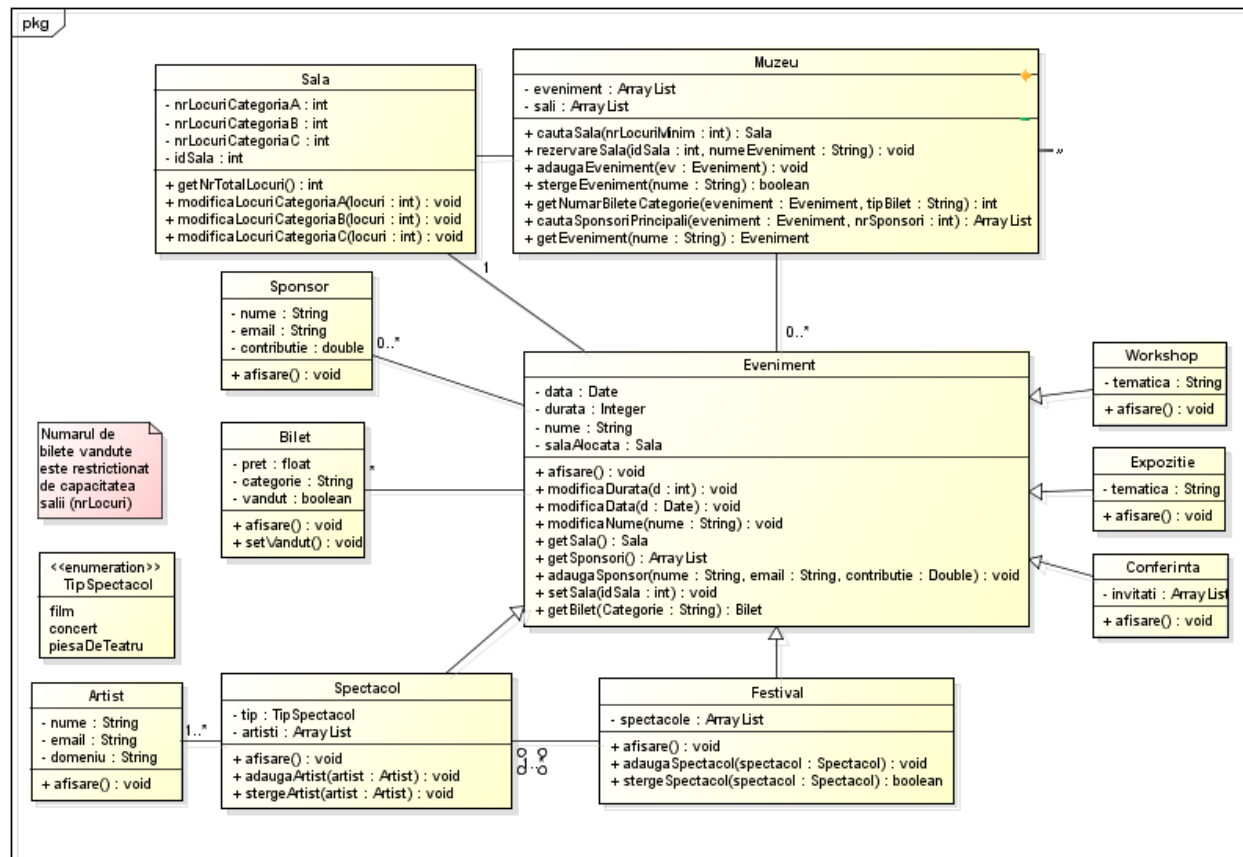 pkg
Sala
- nrLocuriCategoriaA : int
- nrLocuriCategoriaB : int
- nrLocuriCategoriaC : int
- idSala : int
+ getNrTotalLocuri() : int
+ modificaLocuriCategoriaA(locuri : int) : void
+ modificaLocuriCategoriaB(locuri : int) : void
+ modificaLocuriCategoriaC(locuri : int) : void
Muzeu
- eveniment : ArrayList
- sali : ArrayList
+ cautaSala(nrLocuriMinim : int) : Sala
+ rezervareSala(idSala : int, numeEveniment : String) : void
+ adaugaEveniment(ev : Eveniment) : void
+ stergeEveniment(nume : String) : boolean
+ getNumarBileteCategorie(eveniment : Eveniment, tipBilet : String) : int
+ cautaSponsoriPrincipali(eveniment : Eveniment, nrSponsori : int) : ArrayList
+ getEveniment(nume : String) : Eveniment
1
0..*
Sponsor
- nume : String
- email : String
- contributie : double
+ afisare() : void
0..*
Eveniment
- data : Date
- durata : Integer
- nume : String
- salaAlocata : Sala
+ afisare() : void
+ modificaDurata(d : int) : void
+ modificaData(d : Date) : void
+ modificaNume(nume : String) : void
+ getSala() : Sala
+ getSponsori() : ArrayList
+ adaugaSponsor(nume : String, email : String, contributie : Double) : void
+ setSala(idSala : int) : void
+ getBilet(Categorie : String) : Bilet
Workshop
- tematica : String
+ afisare() : void
Numarul de
bilete vandute
este restrictionat
de capacitatea
salii (nrLocuri)
Bilet
- pret : float
- categorie : String
- vandut : boolean
+ afisare() : void
+ setVandut() : void
*
Expozitie
- tematica : String
+ afisare() : void
<<enumeration>>
TipSpectacol
film
concert
piesaDeTeatru
Conferinta
- invitati : ArrayList
+ afisare() : void
Artist
- nume : String
- email : String
- domeniu : String
+ afisare() : void
1..*
Spectacol
- tip : TipSpectacol
- artisti : ArrayList
+ afisare() : void
+ adaugaArtist(artist : Artist) : void
+ stergeArtist(artist : Artist) : void
1..*
Festival
- spectacole : ArrayList
+ afisare() : void
+ adaugaSpectacol(spectacol : Spectacol) : void
+ stergeSpectacol(spectacol : Spectacol) : boolean